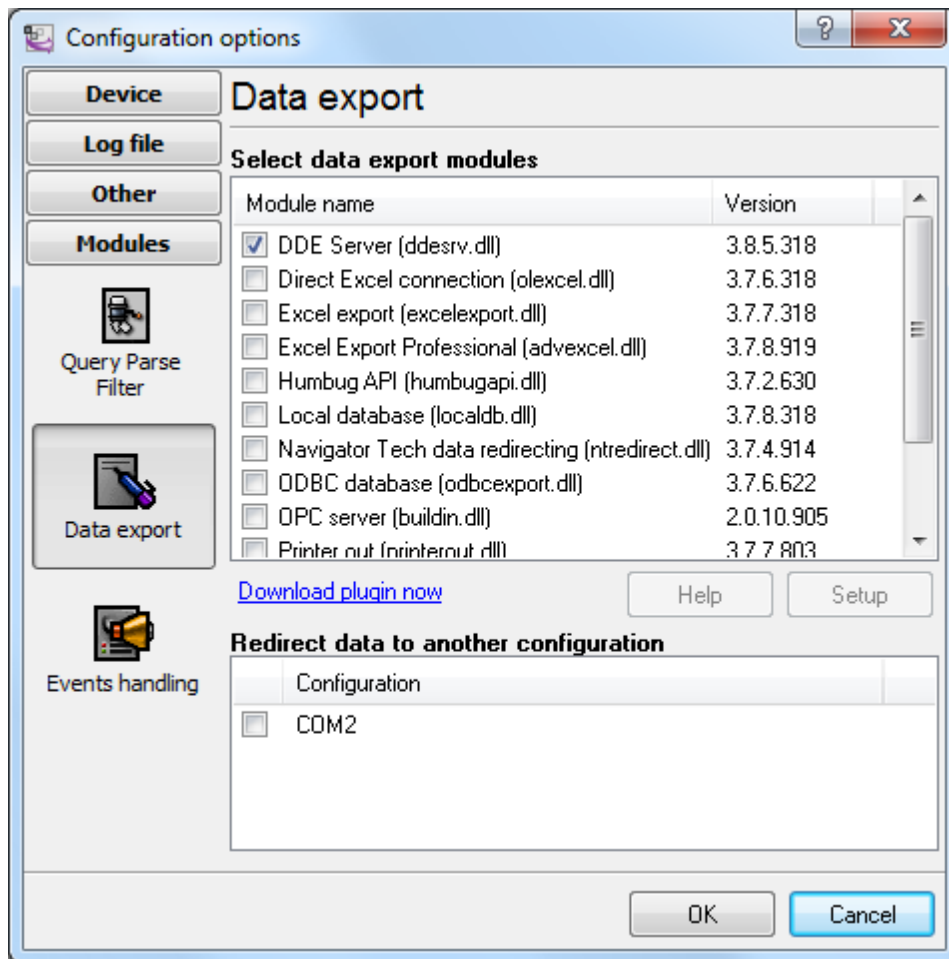 Configuration options
Device
Log file
Other
Modules
Query Parse
Filter
Data export
Events handling
Data export
Select data export modules
Module name Version
DDE Server (ddesrv.dll) 3.8.5.318
Direct Excel connection (olexcel.dll) 3.7.6.318
Excel export (excelexport.dll) 3.7.7.318
Excel Export Professional (advexcel.dll) 3.7.8.919
Humbug API (humbugapi.dll) 3.7.2.630
Local database (localdb.dll) 3.7.8.318
Navigator Tech data redirecting (ntredirect.dll) 3.7.4.914
ODBC database (odbcexport.dll) 3.7.6.622
OPC server (buildin.dll) 2.0.10.905
Printer out (printerout.dll) 3.7.7.803
Download plugin now
Help
Setup
Redirect data to another configuration
Configuration
COM2
OK
Cancel